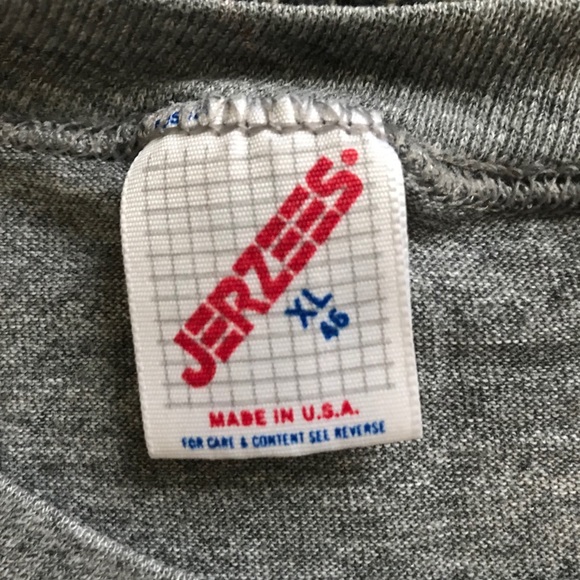 JERZEES
XL
46
MADE IN U.S.A.
FOR CARE & CONTENT SEE REVERSE